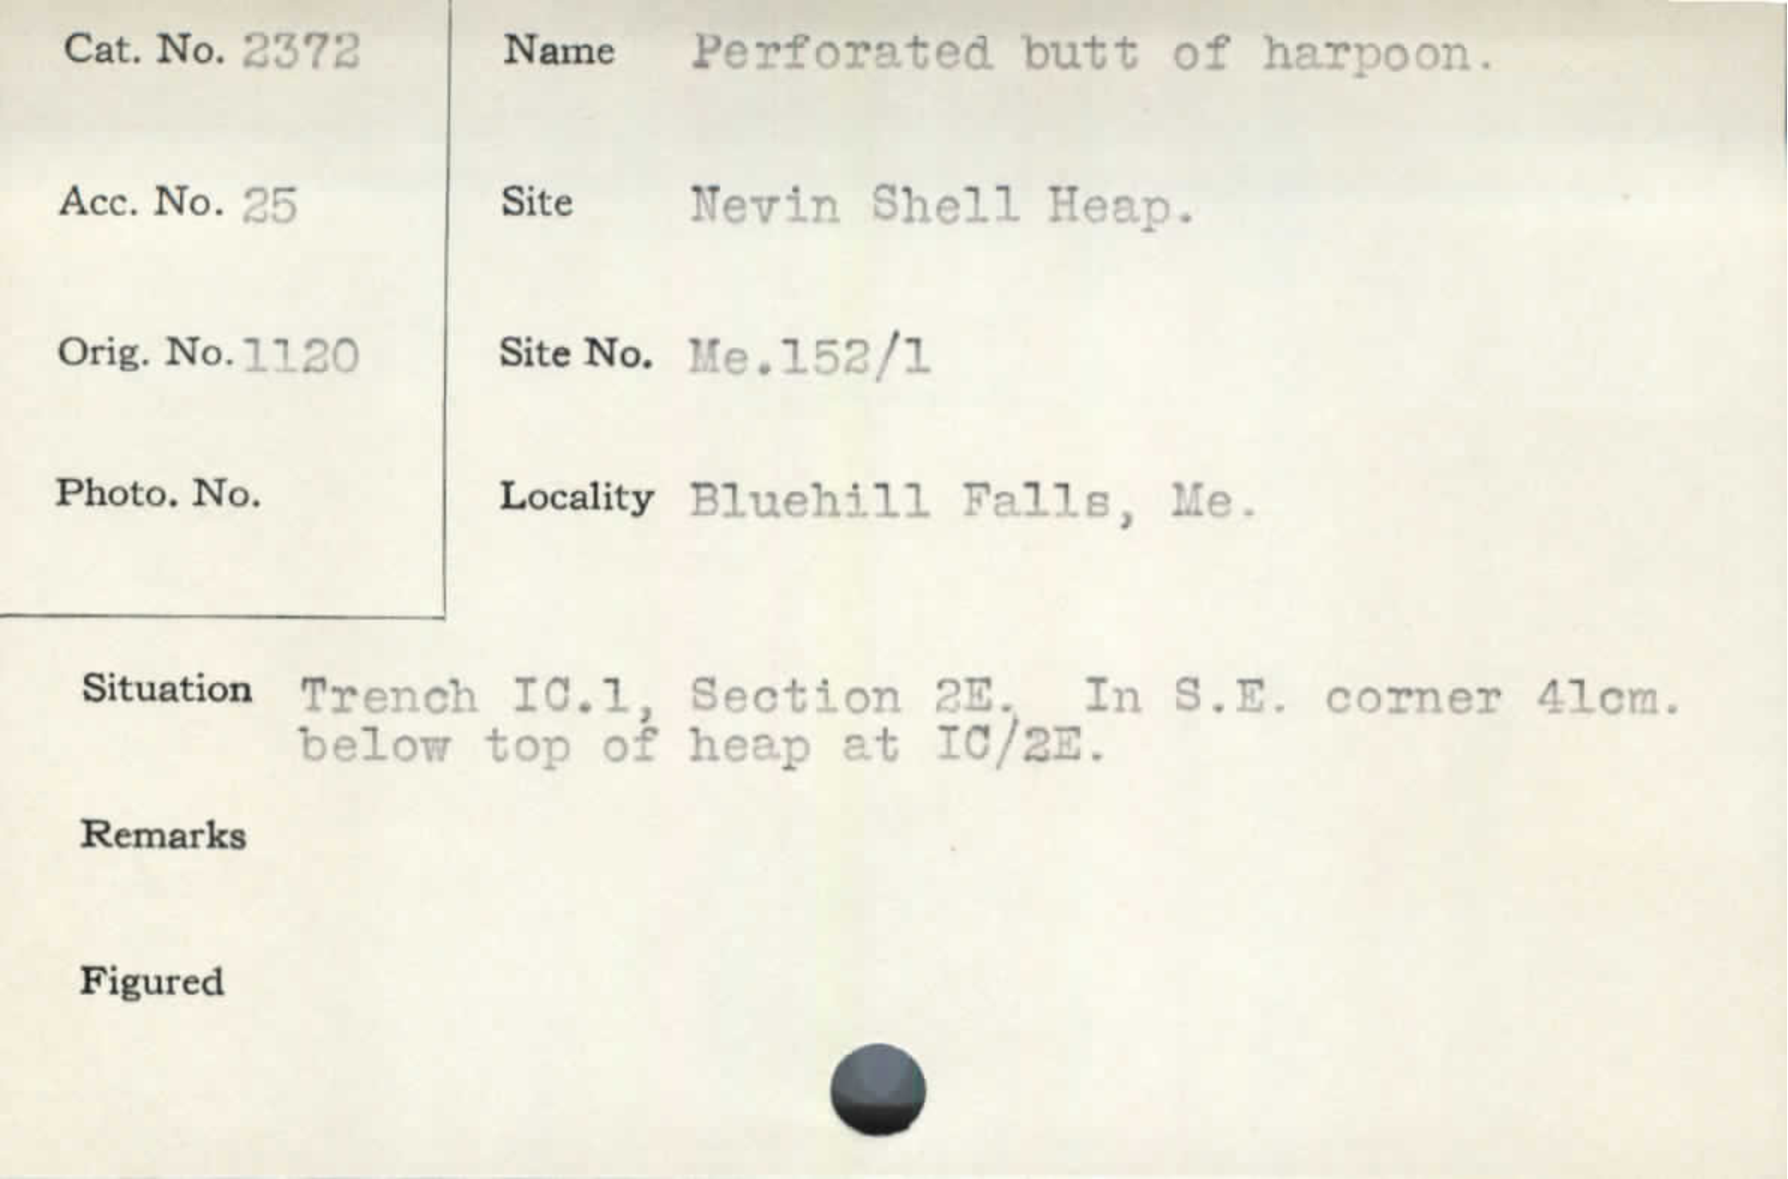 Cat. No. 2372
Name Perforated butt of harpoon.
Acc. No. 25
Site Nevin Shell Heap.
Orig. No. 1120
Site No. Me.152/1
Photo. No.
Locality Bluehill Falls, Me.
Situation Trench IC.1, Section 2E. In S.E. corner 41cm.
below top of heap at IC/2E.
Remarks
Figured